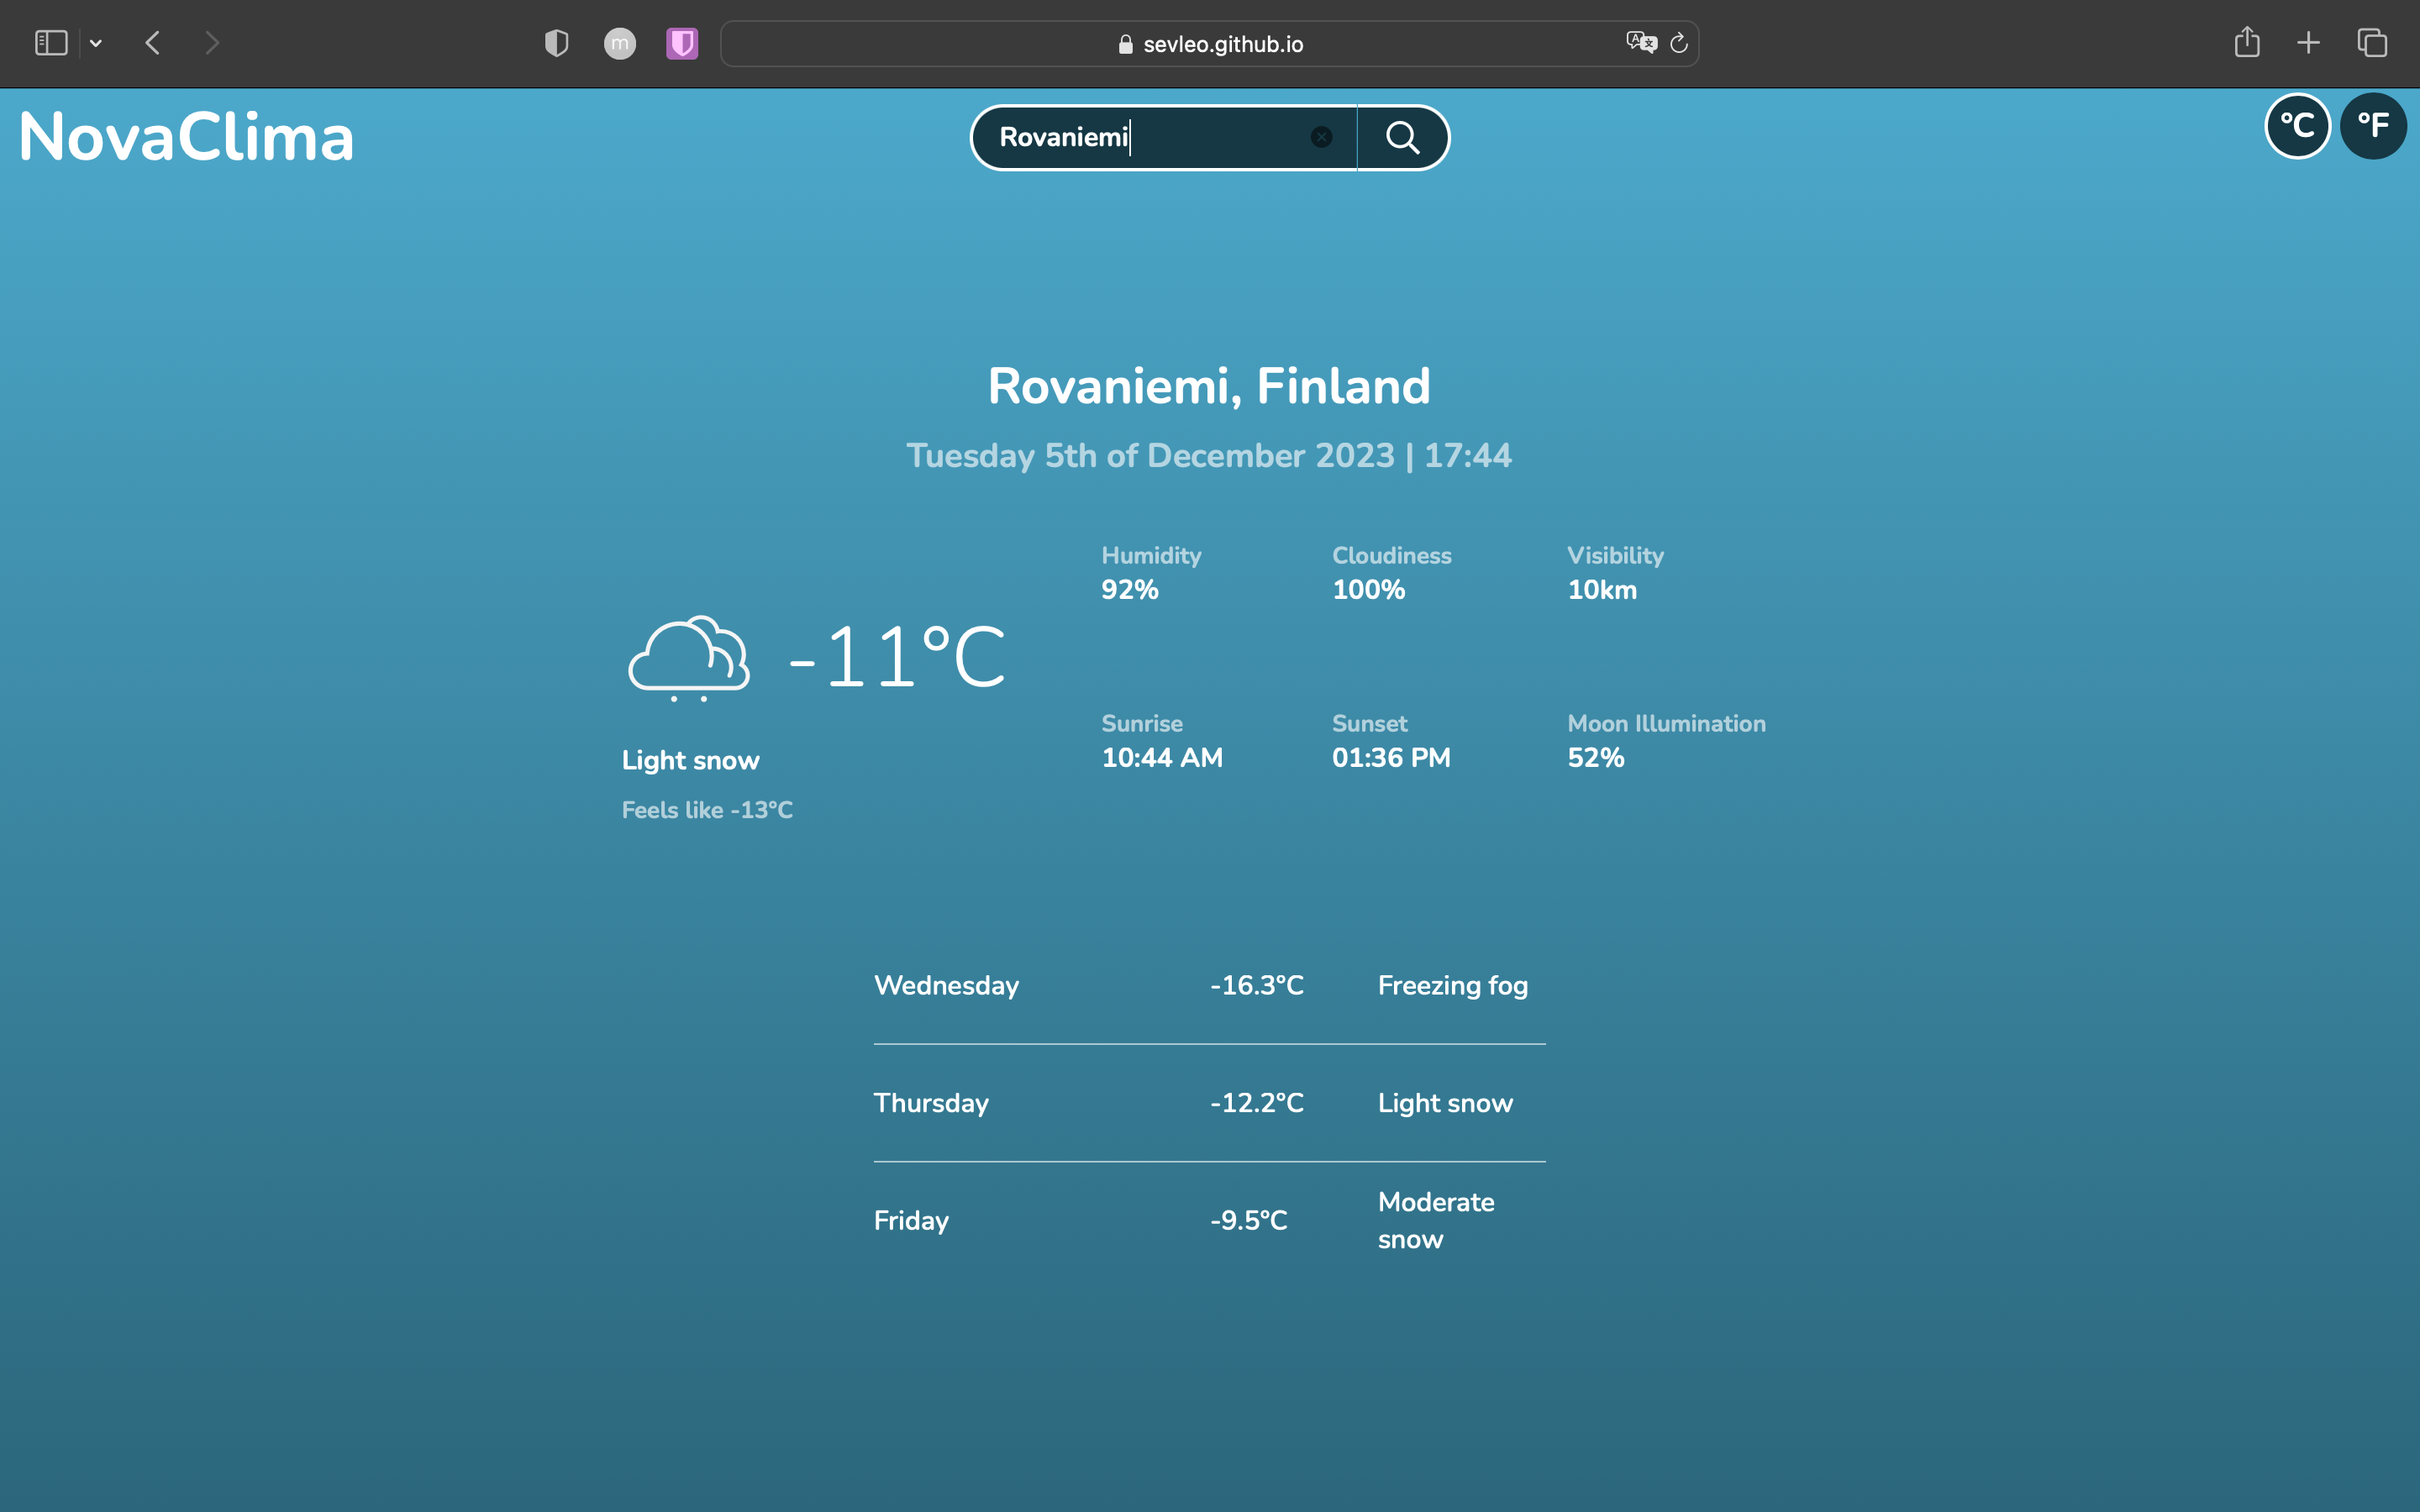 sevleo.github.io
NovaClima
Rovaniemi
°C
°F
Rovaniemi, Finland
Tuesday 5th of December 2023 | 17:44
Humidity
92%
Cloudiness
100%
Visibility
10km
-11°C
Light snow
Feels like -13°C
Sunrise
10:44 AM
Sunset
01:36 PM
Moon Illumination
52%
Wednesday -16.3°C Freezing fog
Thursday -12.2°C Light snow
Friday -9.5°C Moderate
snow